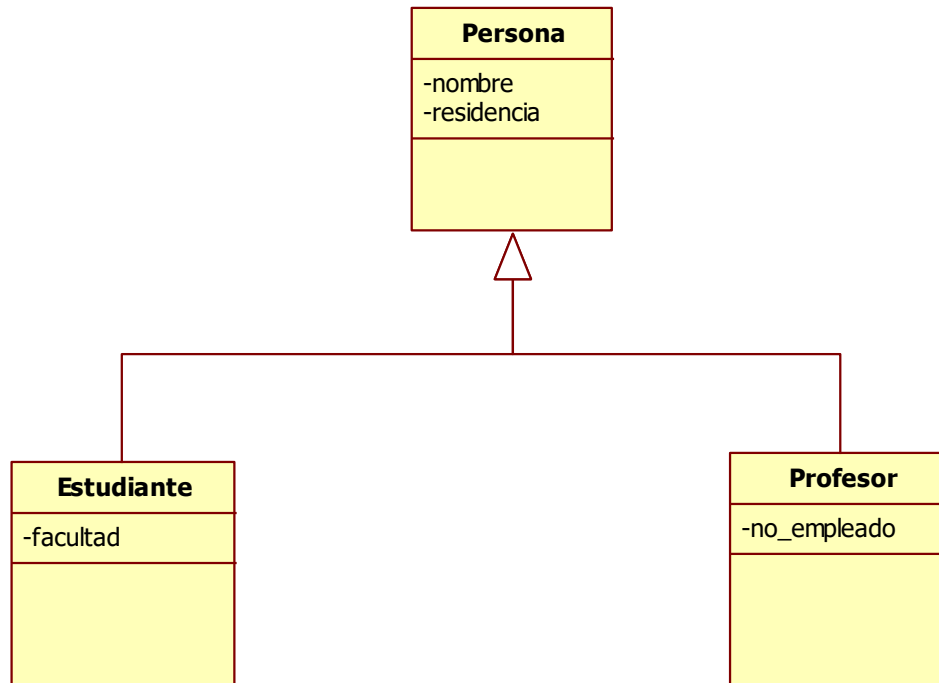 Persona
-nombre
-residencia
Estudiante
-facultad
Profesor
-no_empleado